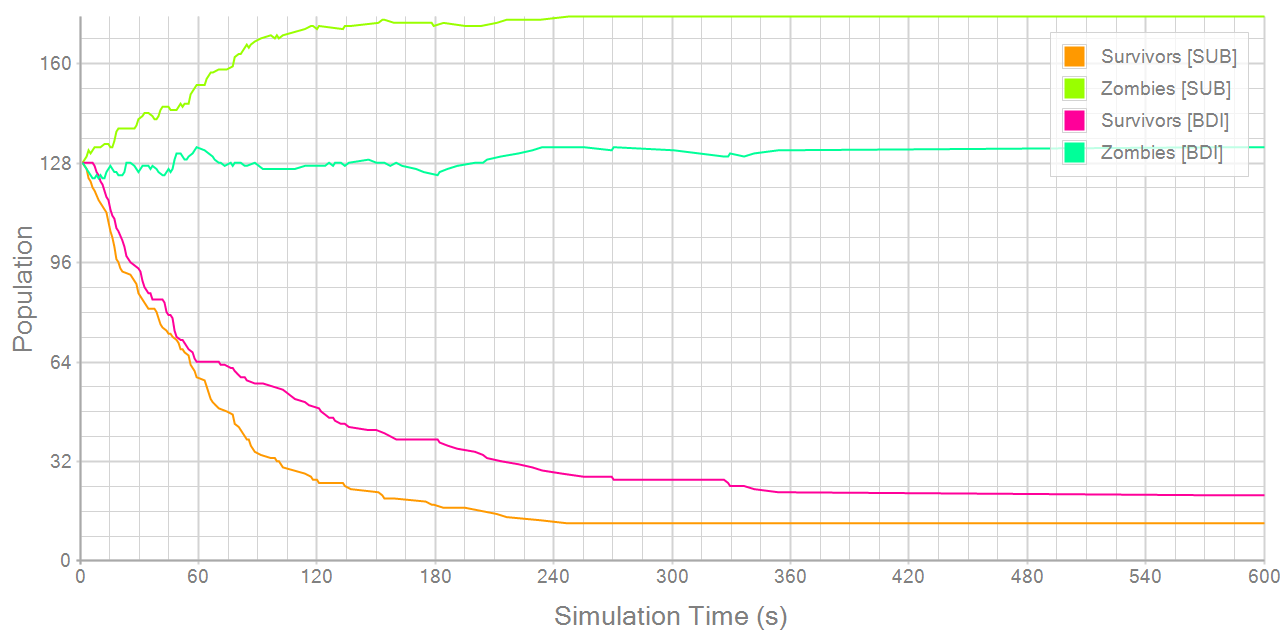 Survivors [SUB]
Zombies [SUB]
Survivors [BDI]
Zombies [BDI]
Population
160
128
96
64
32
0
0 60 120 180 240 300 360 420 480 540 600
Simulation Time (s)